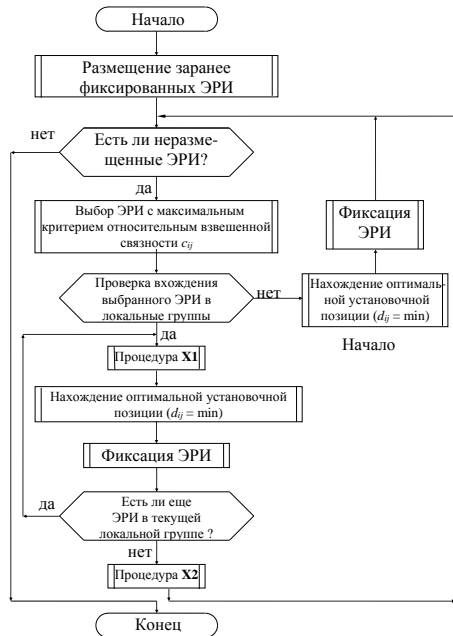 Начало
Размещение заранее
фиксированных ЭРИ
нет
Есть ли неразме-
щенные ЭРИ?
да
Выбор ЭРИ с максимальным
критерием относительным взвешенной
связности cij
Фиксация
ЭРИ
Проверка вхождения
выбранного ЭРИ в
локальные группы
нет
Нахождение оптималь-
ной установочной
позиции (dij = min)
да
Начало
Процедура X1
Нахождение оптимальной установочной
позиции (dij = min)
Фиксация ЭРИ
да
Есть ли еще
ЭРИ в текущей
локальной группе ?
нет
Процедура X2
Конец